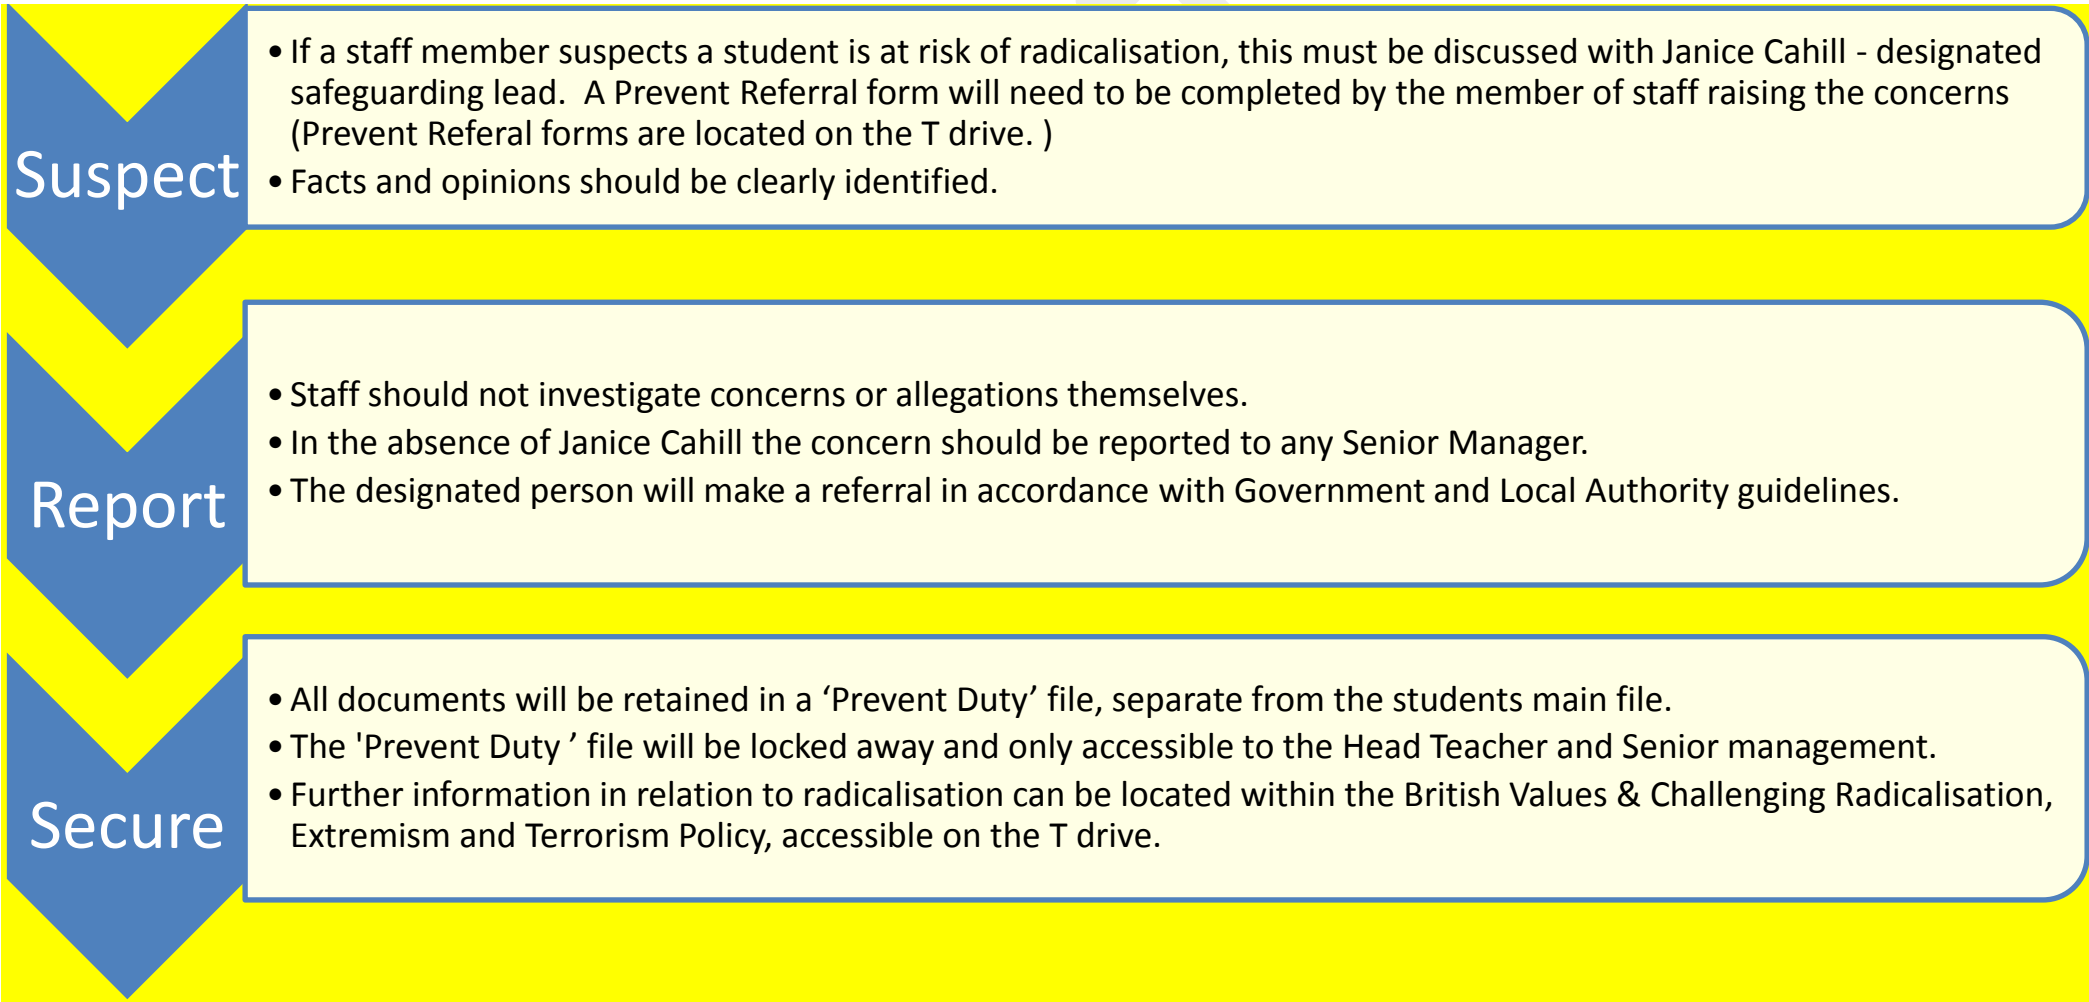 Suspect
• If a staff member suspects a student is at risk of radicalisation, this must be discussed with Janice Cahill - designated
safeguarding lead.  A Prevent Referral form will need to be completed by the member of staff raising the concerns
(Prevent Referal forms are located on the T drive. )
• Facts and opinions should be clearly identified.
Report
• Staff should not investigate concerns or allegations themselves.
• In the absence of Janice Cahill the concern should be reported to any Senior Manager.
• The designated person will make a referral in accordance with Government and Local Authority guidelines.
Secure
• All documents will be retained in a ‘Prevent Duty’ file, separate from the students main file.
• The 'Prevent Duty ’ file will be locked away and only accessible to the Head Teacher and Senior management.
• Further information in relation to radicalisation can be located within the British Values & Challenging Radicalisation,
Extremism and Terrorism Policy, accessible on the T drive.